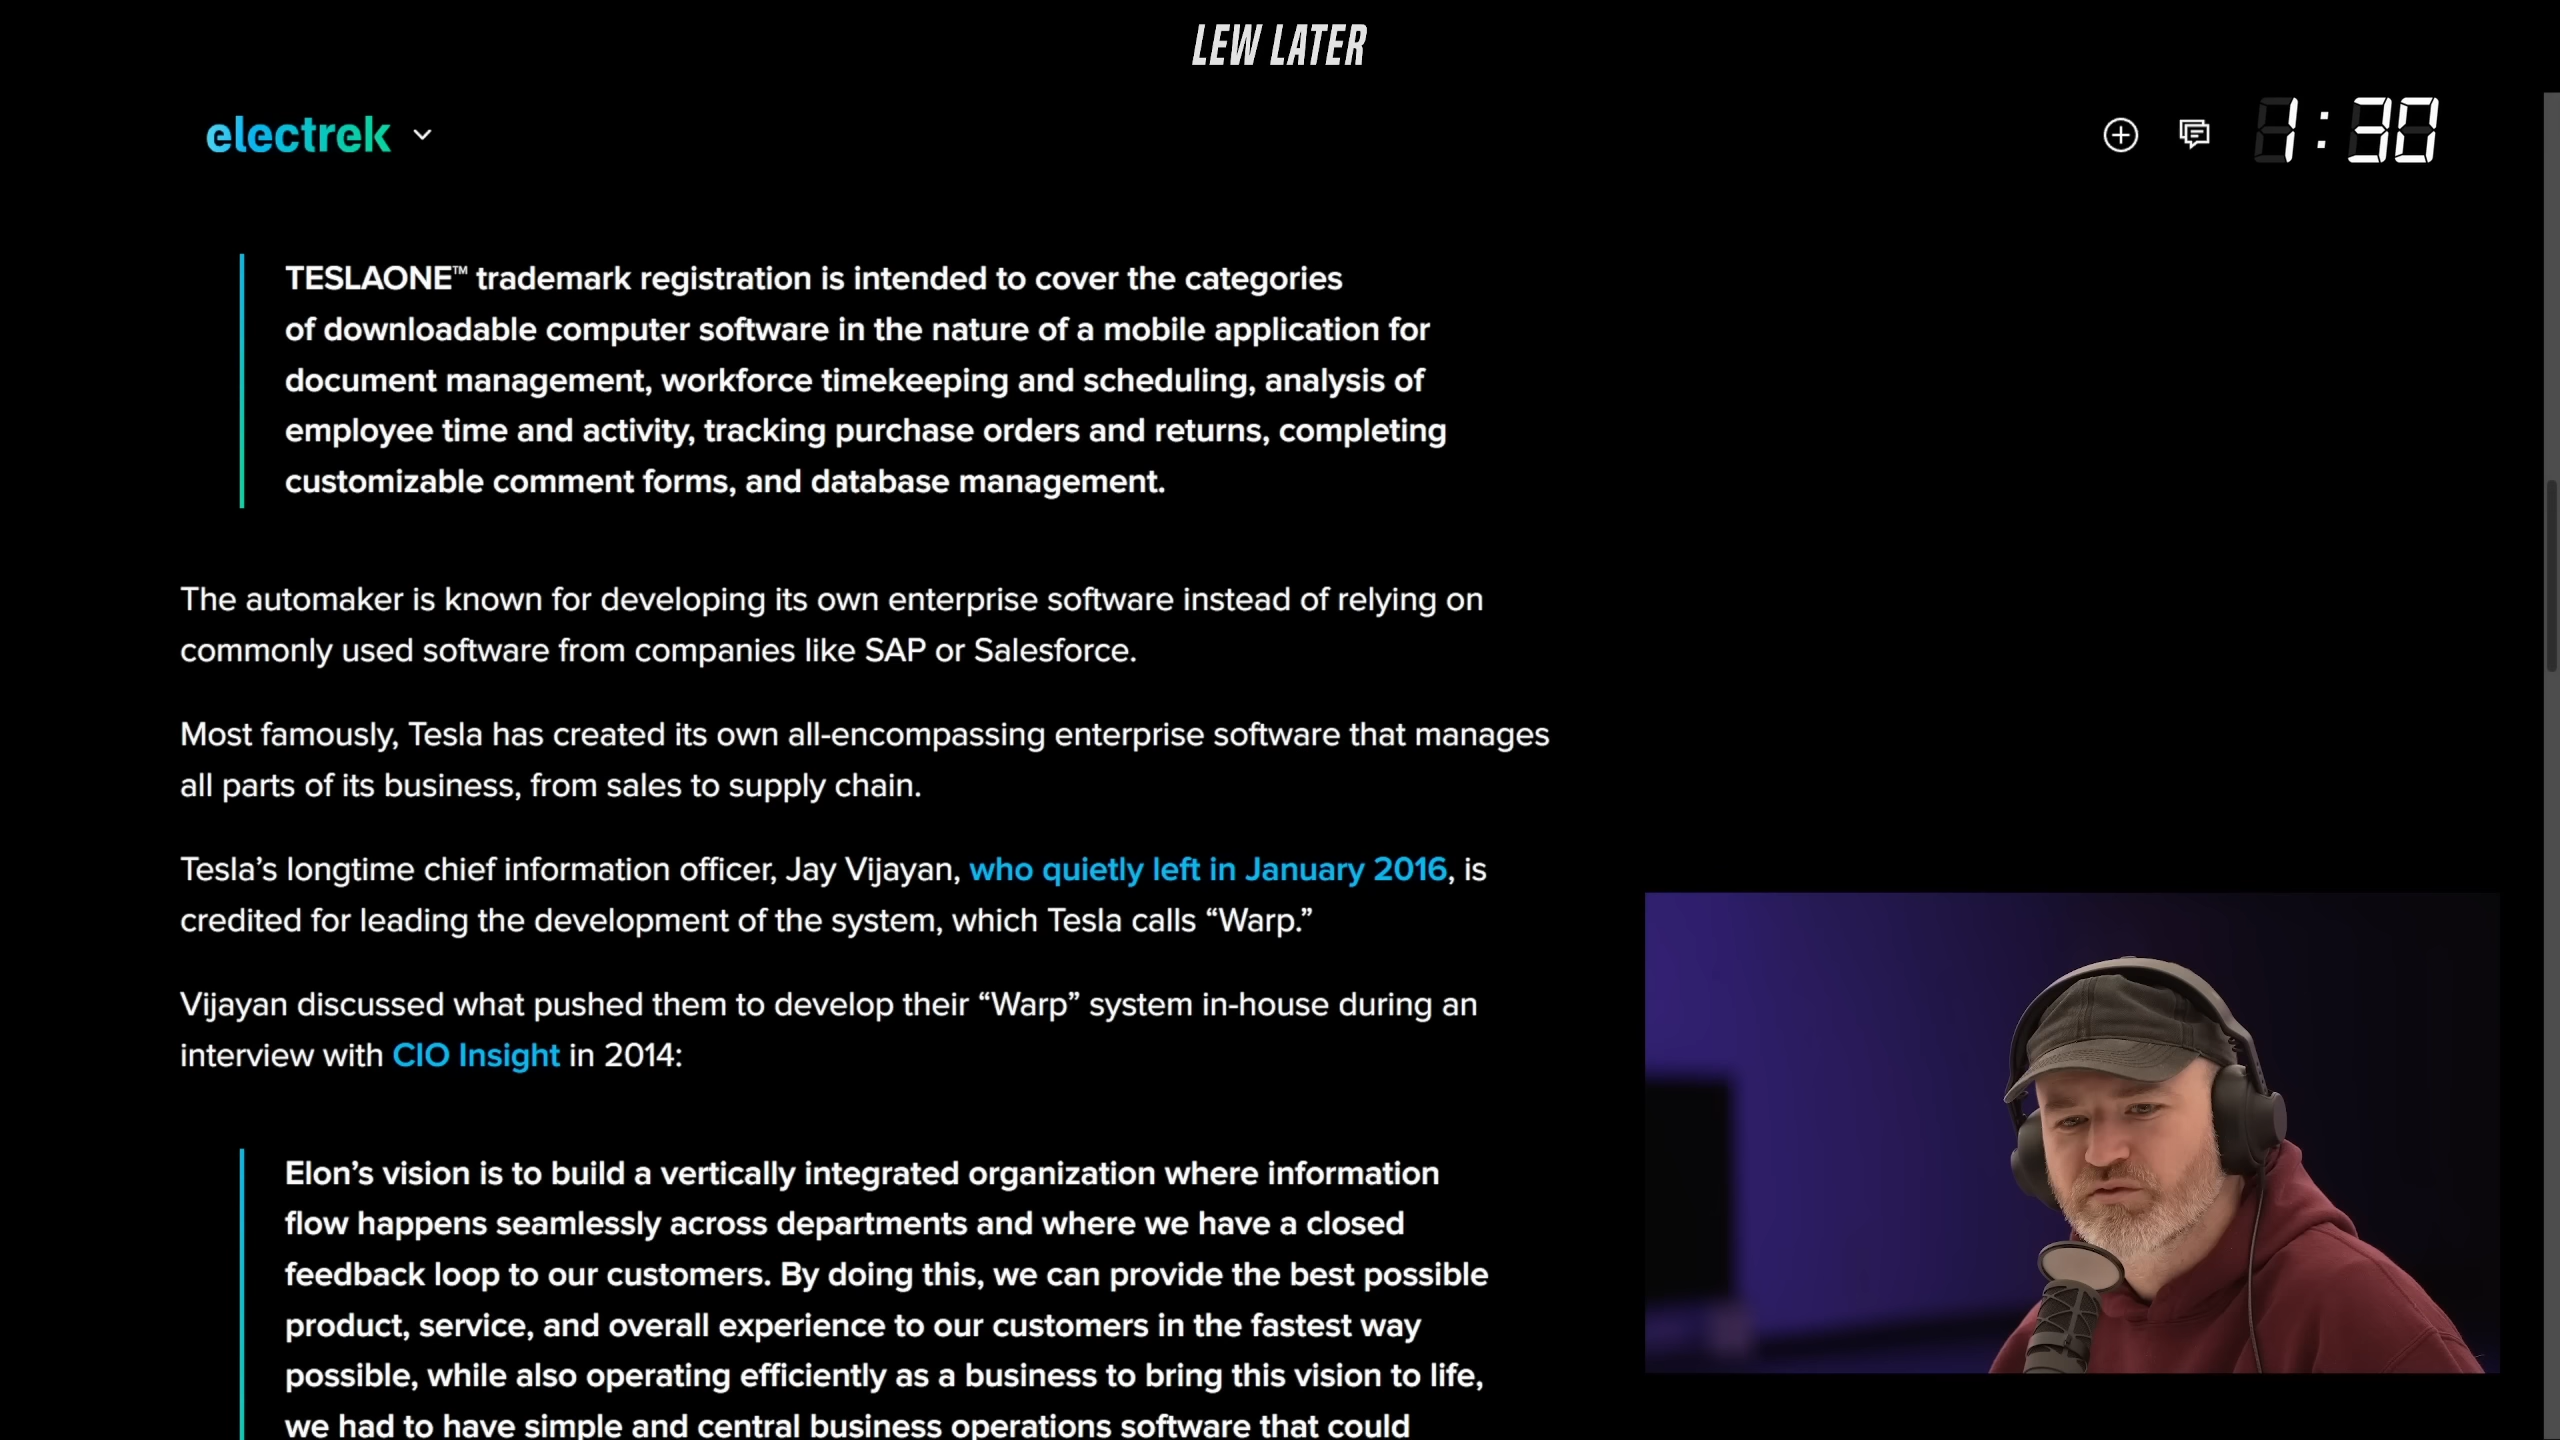 LEW LATER
electrek
1:30
TESLAONE™ trademark registration is intended to cover the categories
of downloadable computer software in the nature of a mobile application for
document management, workforce timekeeping and scheduling, analysis of
employee time and activity, tracking purchase orders and returns, completing
customizable comment forms, and database management.
The automaker is known for developing its own enterprise software instead of relying on
commonly used software from companies like SAP or Salesforce.
Most famously, Tesla has created its own all-encompassing enterprise software that manages
all parts of its business, from sales to supply chain.
Tesla’s longtime chief information officer, Jay Vijayan, who quietly left in January 2016, is
credited for leading the development of the system, which Tesla calls “Warp.”
Vijayan discussed what pushed them to develop their “Warp” system in-house during an
interview with CIO Insight in 2014:
Elon’s vision is to build a vertically integrated organization where information
flow happens seamlessly across departments and where we have a closed
feedback loop to our customers. By doing this, we can provide the best possible
product, service, and overall experience to our customers in the fastest way
possible, while also operating efficiently as a business to bring this vision to life,
we had to have simple and central business operations software that could